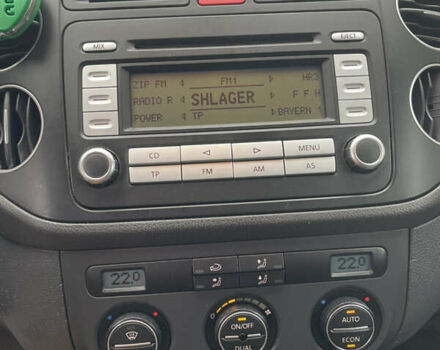 MIX
EJECT
ZIP FM FM1 HR3
RADIO R SHLAGER F F H
POWER TP BAYERN 1
CD MENU
TP FM AM AS
22.0 22.0
ON/OFF
DUAL
AUTO
ECON